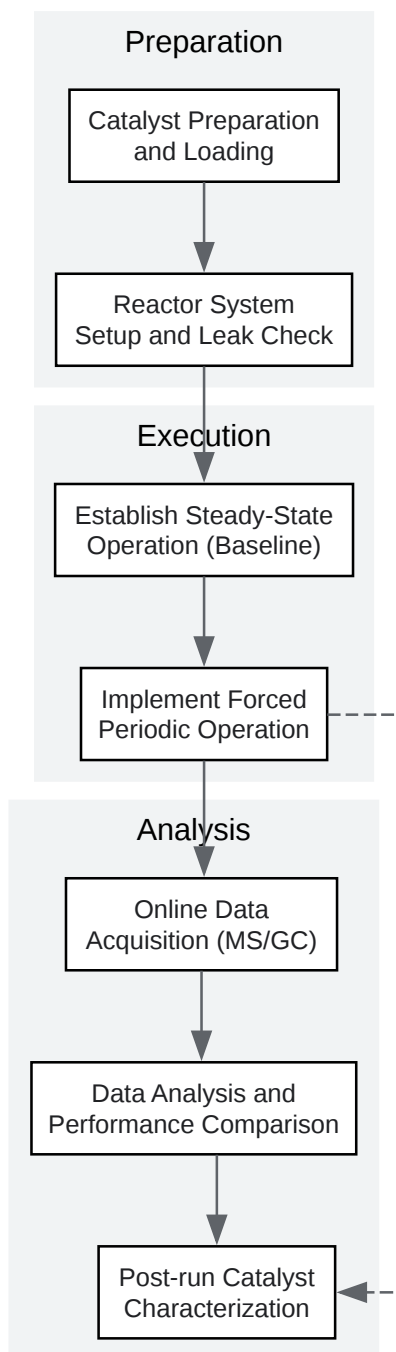 Preparation
Catalyst Preparation
and Loading
Reactor System
Setup and Leak Check
Execution
Establish Steady-State
Operation (Baseline)
Implement Forced
Periodic Operation
Analysis
Online Data
Acquisition (MS/GC)
Data Analysis and
Performance Comparison
Post-run Catalyst
Characterization